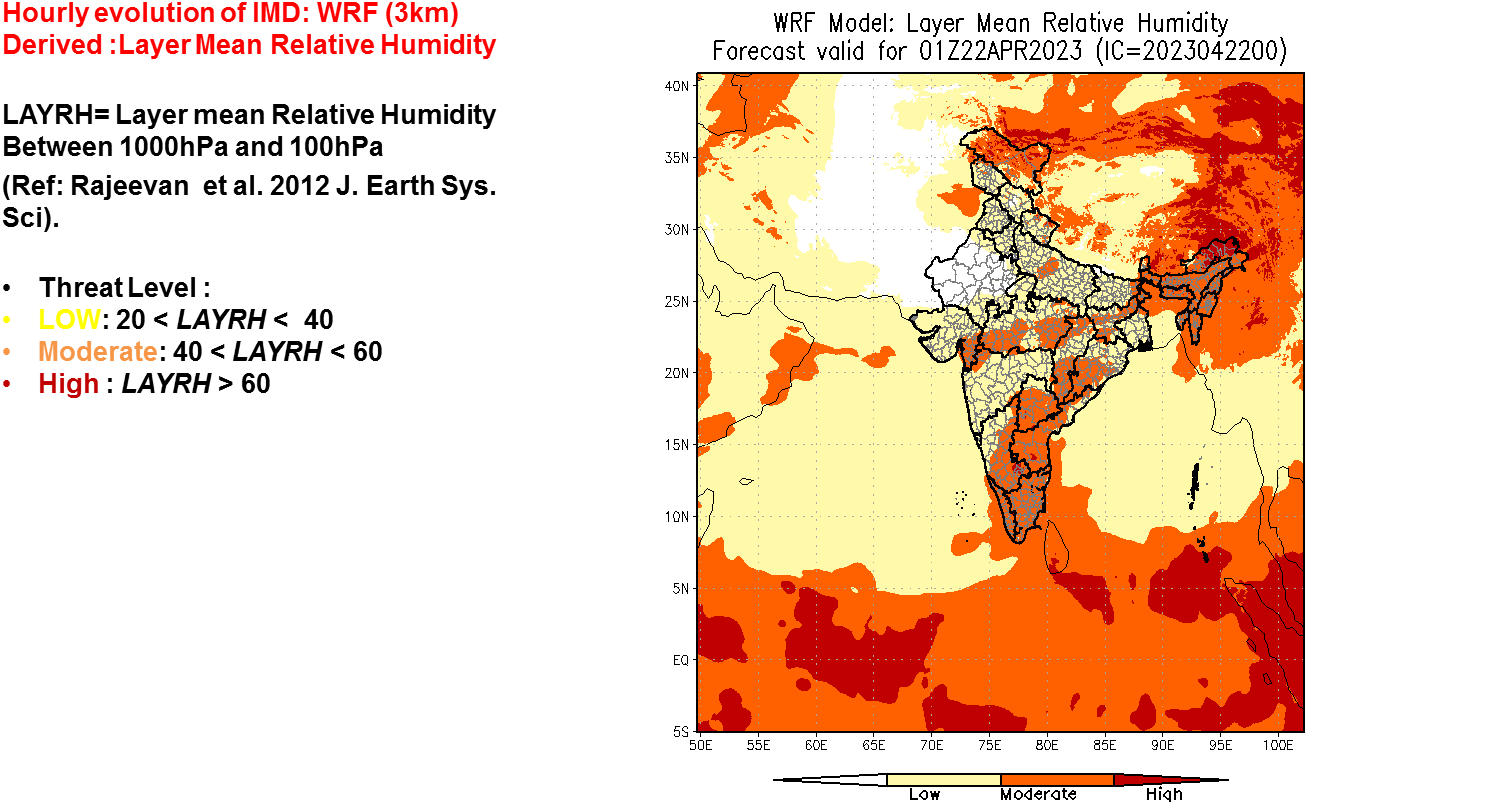 Hourly evolution of IMD: WRF (3km)
Derived :Layer Mean Relative Humidity
LAYRH= Layer mean Relative Humidity
Between 1000hPa and 100hPa
(Ref: Rajeevan et al. 2012 J. Earth Sys.
Sci).
• Threat Level :
• LOW: 20 < LAYRH < 40
• Moderate: 40 < LAYRH < 60
• High : LAYRH > 60
WRF Model: Layer Mean Relative Humidity
Forecast valid for 01Z22APR2023 (IC=2023042200)
40N
35N
30N
25N
20N
15N
10N
5N
EQ
5S
50E 55E 60E 65E 70E 75E 80E 85E 90E 95E 100E
Low Moderate High